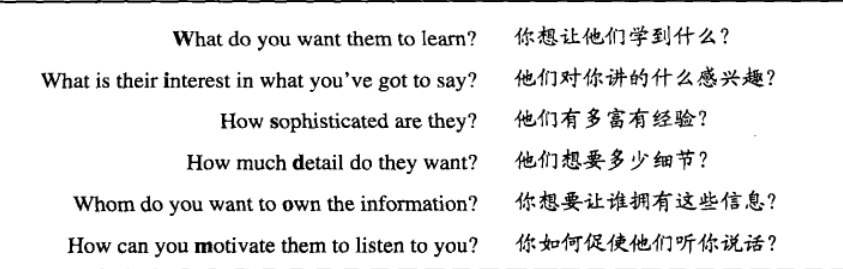 What do you want them to learn? 你想让他们学到什么?
What is their interest in what you've got to say? 他们对你讲的什么感兴趣?
How sophisticated are they? 他们有多富有经验?
How much detail do they want? 他们想要多少细节?
Whom do you want to own the information? 你想要让谁拥有这些信息?
How can you motivate them to listen to you? 你如何促使他们听你说话?